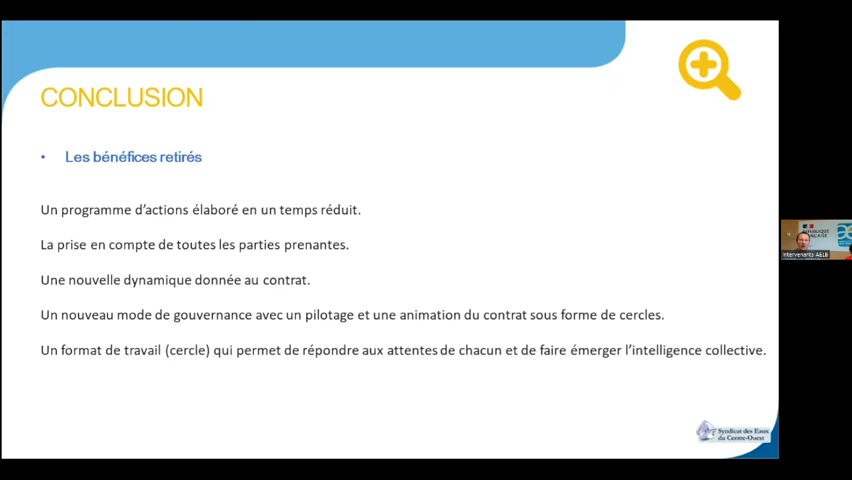 CONCLUSION
• Les bénéfices retirés
Un programme d'actions élaboré en un temps réduit.
La prise en compte de toutes les parties prenantes.
Une nouvelle dynamique donnée au contrat.
Un nouveau mode de gouvernance avec un pilotage et une animation du contrat sous forme de cercles.
Un format de travail (cercle) qui permet de répondre aux attentes de chacun et de faire émerger l'intelligence collective.
RÉPUBLIQUE
FRANÇAISE
Intervenants AELB
Syndicat des Eaux
du Centre-Ouest